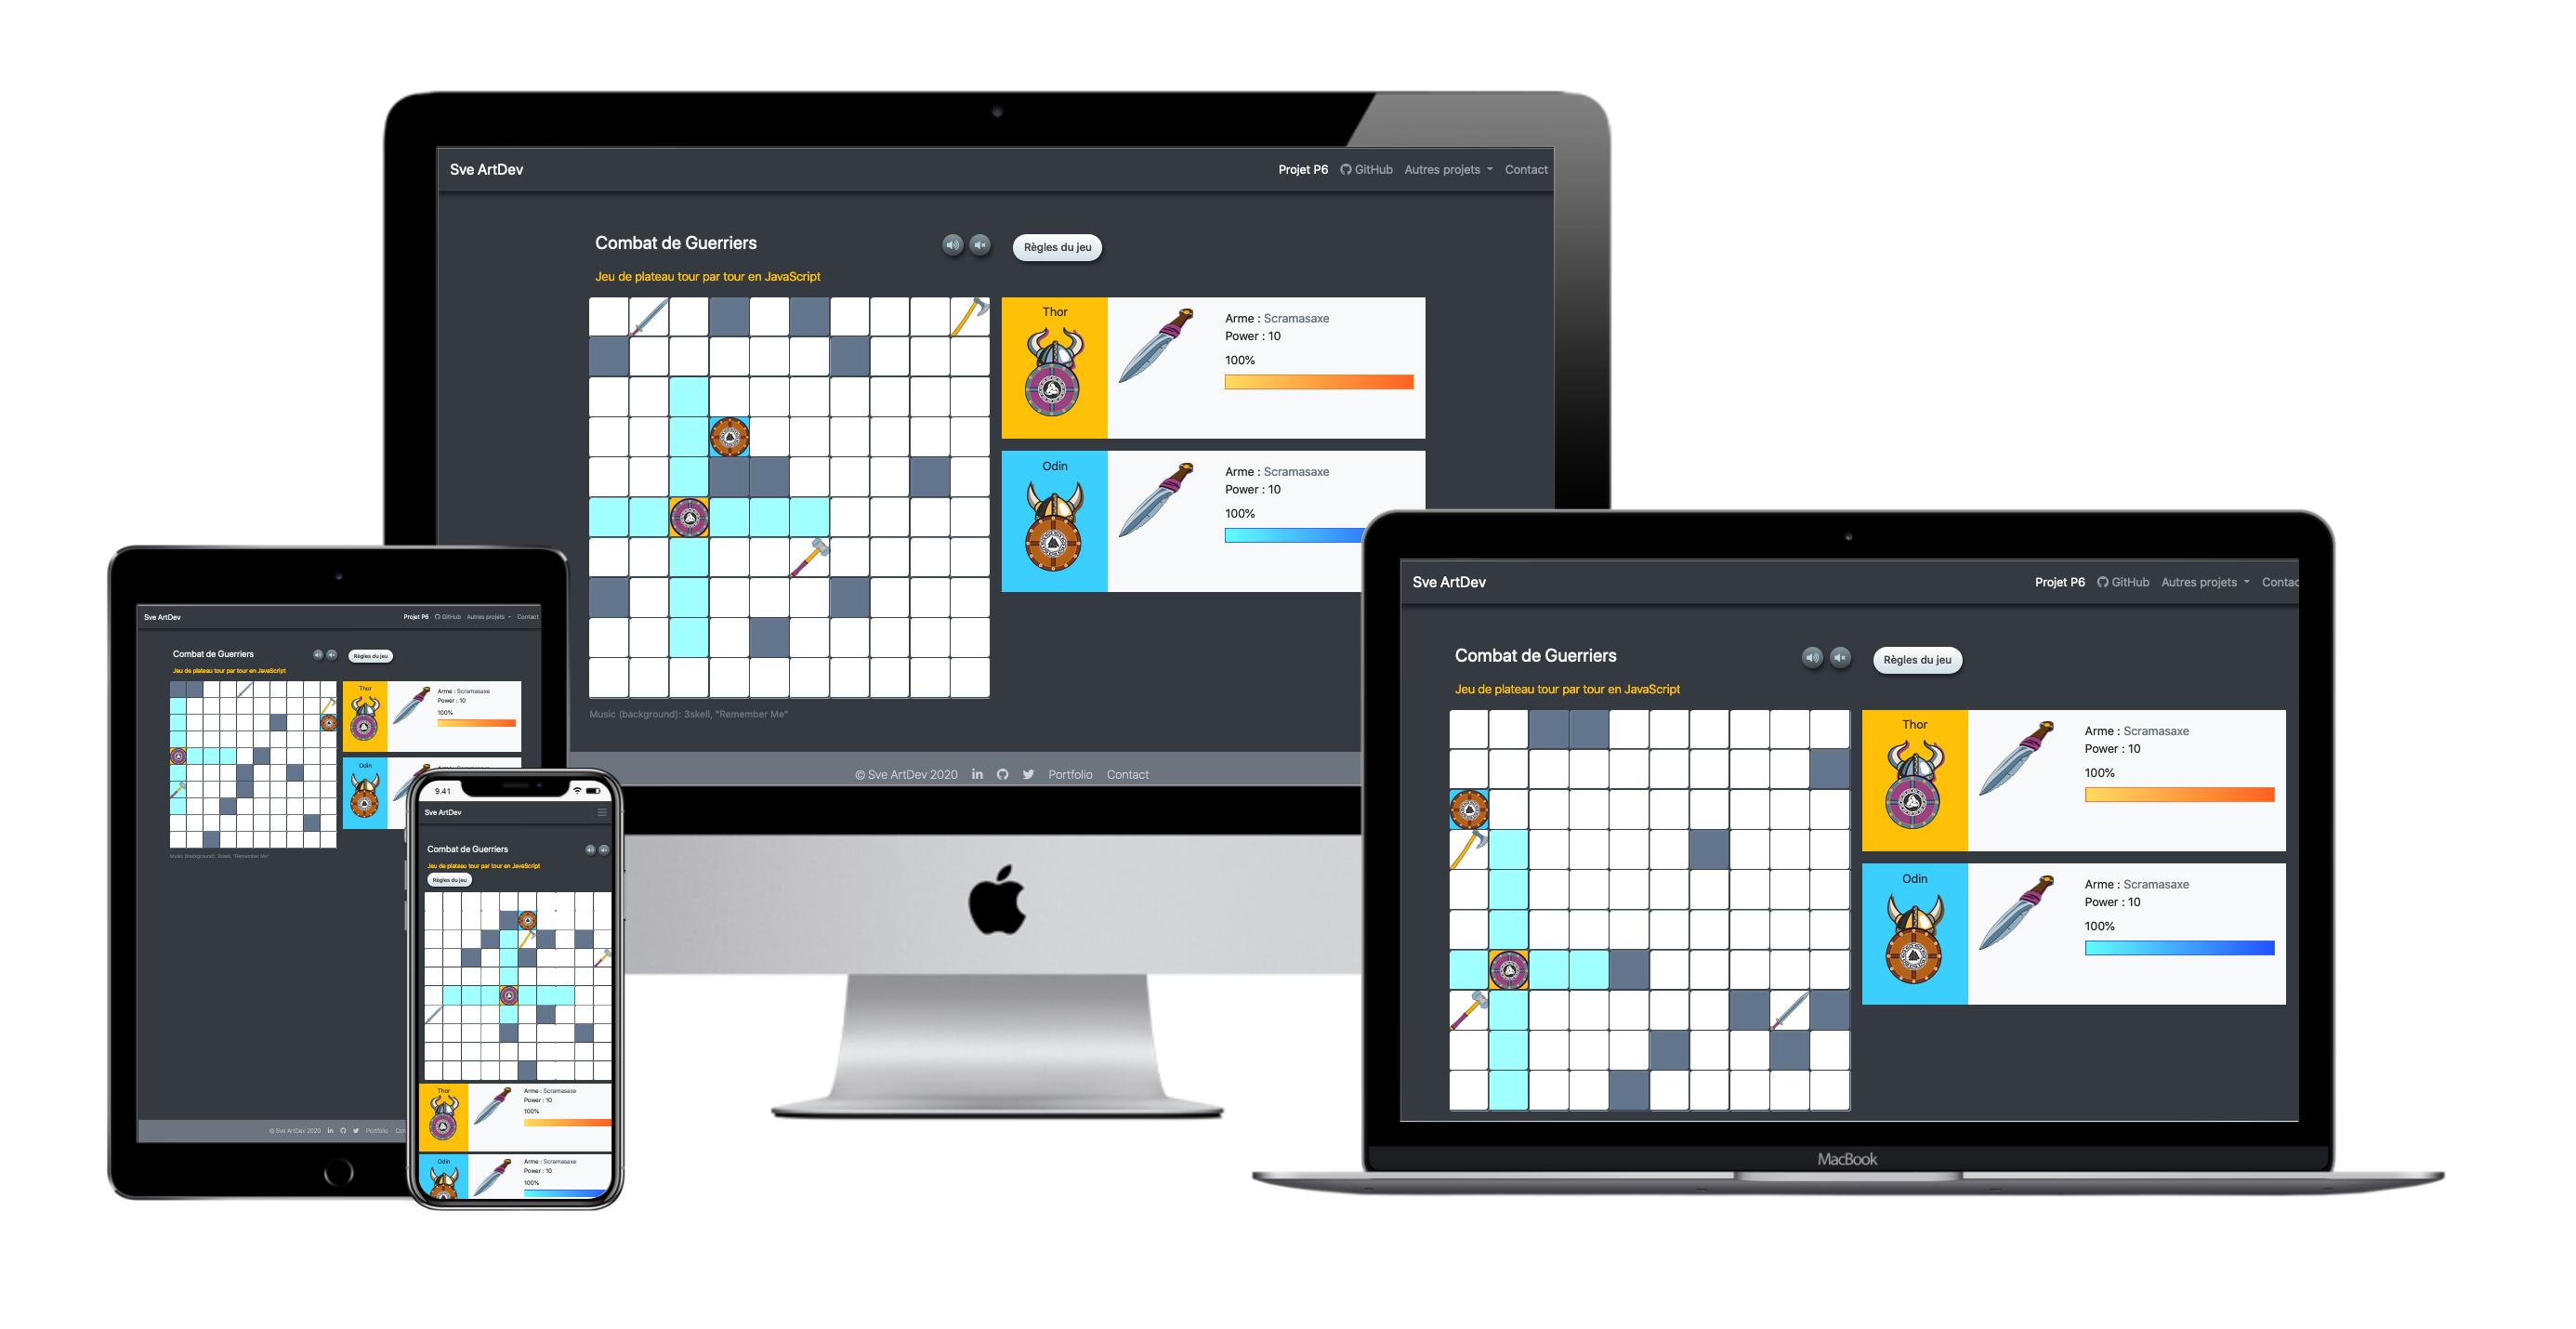 Sve ArtDev
Projet P6 GitHub Autres projets Contact
Combat de Guerriers
Règles du jeu
Jeu de plateau tour par tour en JavaScript
Thor
Arme : Scramasaxe
Power : 10
100%
Odin
Arme : Scramasaxe
Power : 10
100%
Music (background): 3skell, "Remember Me"
© Sve ArtDev 2020 in Portfolio Contact
Sve ArtDev
Projet P6 GitHub Autres projets Contact
Combat de Guerriers
Règles du jeu
Jeu de plateau tour par tour en JavaScript
Thor
Arme : Scramasaxe
Power : 10
100%
Odin
Music (background): 3skell, "Remember Me"
© Sve ArtDev 2020 in Portfolio
9.41
Sve ArtDev
Combat de Guerriers
Jeu de plateau tour par tour en JavaScript
Règles du jeu
Thor
Arme : Scramasaxe
Power : 10
100%
Odin
Arme : Scramasaxe
Power : 10
100%
Sve ArtDev
Projet P6 GitHub Autres projets Contac
Combat de Guerriers
Règles du jeu
Jeu de plateau tour par tour en JavaScript
Thor
Arme : Scramasaxe
Power : 10
100%
Odin
Arme : Scramasaxe
Power : 10
100%
MacBook